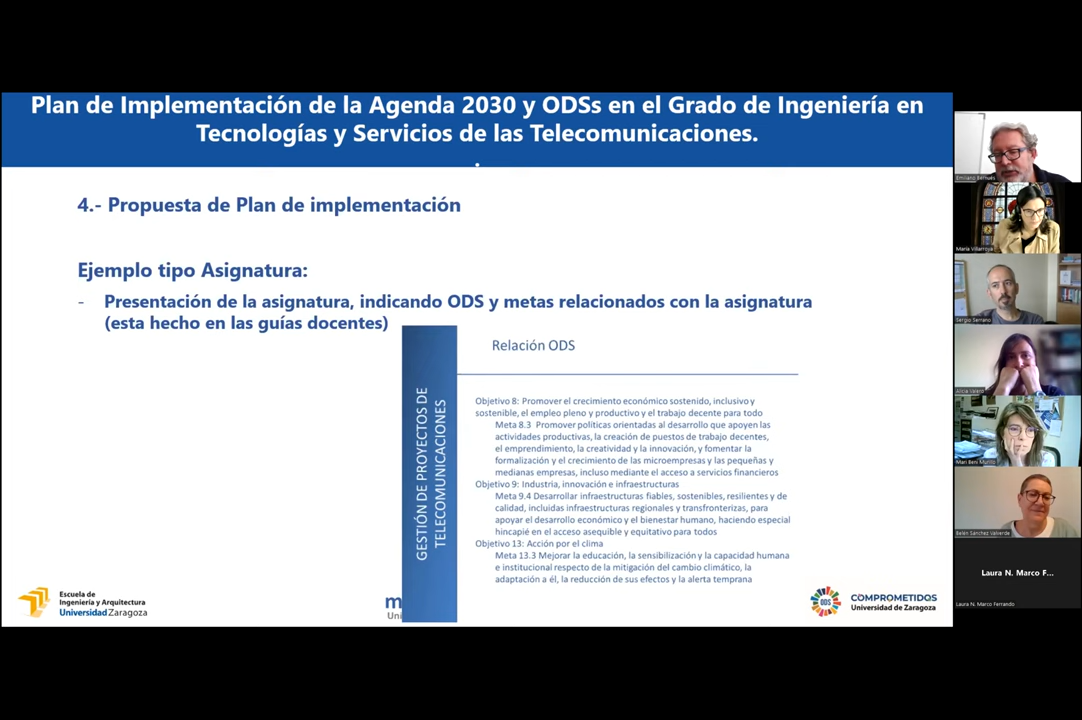 Plan de Implementación de la Agenda 2030 y ODSs en el Grado de Ingeniería en
Tecnologías y Servicios de las Telecomunicaciones.
.
4.- Propuesta de Plan de implementación
Ejemplo tipo Asignatura:
- Presentación de la asignatura, indicando ODS y metas relacionados con la asignatura
(esta hecho en las guías docentes)
GESTIÓN DE PROYECTOS DE
TELECOMUNICACIONES
Relación ODS
Objetivo 8: Promover el crecimiento económico sostenido, inclusivo y
sostenible, el empleo pleno y productivo y el trabajo decente para todo
Meta 8.3 Promover políticas orientadas al desarrollo que apoyen las
actividades productivas, la creación de puestos de trabajo decentes,
el emprendimiento, la creatividad y la innovación, y fomentar la
formalización y el crecimiento de las microempresas y las pequeñas y
medianas empresas, incluso mediante el acceso a servicios financieros
Objetivo 9: Industria, innovación e infraestructuras
Meta 9.4 Desarrollar infraestructuras fiables, sostenibles, resilientes y de
calidad, incluidas infraestructuras regionales y transfronterizas, para
apoyar el desarrollo económico y el bienestar humano, haciendo especial
hincapié en el acceso asequible y equitativo para todos
Objetivo 13: Acción por el clima
Meta 13.3 Mejorar la educación, la sensibilización y la capacidad humana
e institucional respecto de la mitigación del cambio climático, la
adaptación a él, la reducción de sus efectos y la alerta temprana
Escuela de
Ingeniería y Arquitectura
Universidad Zaragoza
m
Uni
ODS
COMPROMETIDOS
Universidad de Zaragoza
Emiliano Bernués
María Villarroya
Sergio Serrano
Alicia Valero
Mari Beni Murillo
Belén Sánchez Valverde
Laura N. Marco F...
Laura N. Marco Ferrando